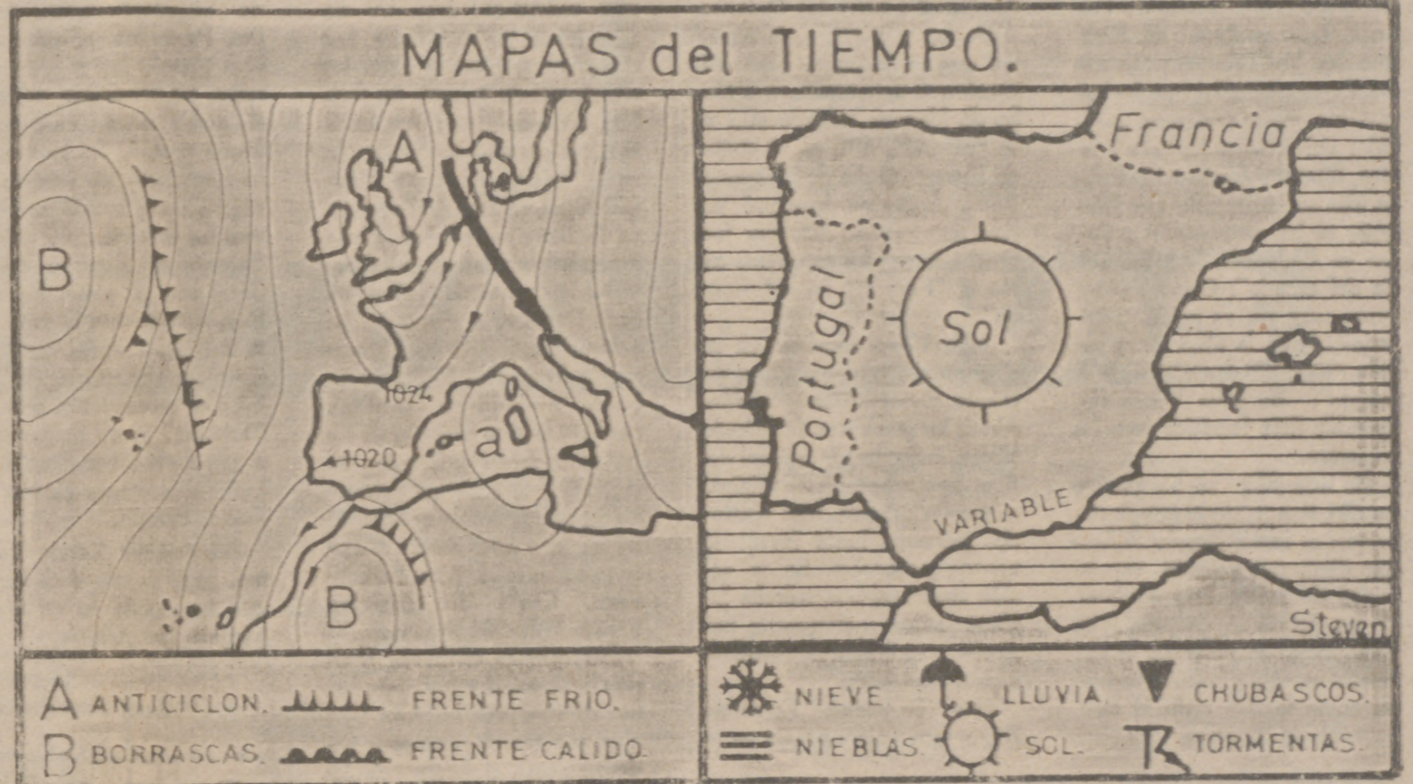 MAPAS del TIEMPO.
A
B
1024
a
1020
B
Francia
Portugal
Sol
VARIABLE
Steven
A ANTICICLON. FRENTE FRIO.
B BORRASCAS. FRENTE CALIDO.
NIEVE LLUVIA. CHUBASCOS.
NIEBLAS. SOL. TORMENTAS.